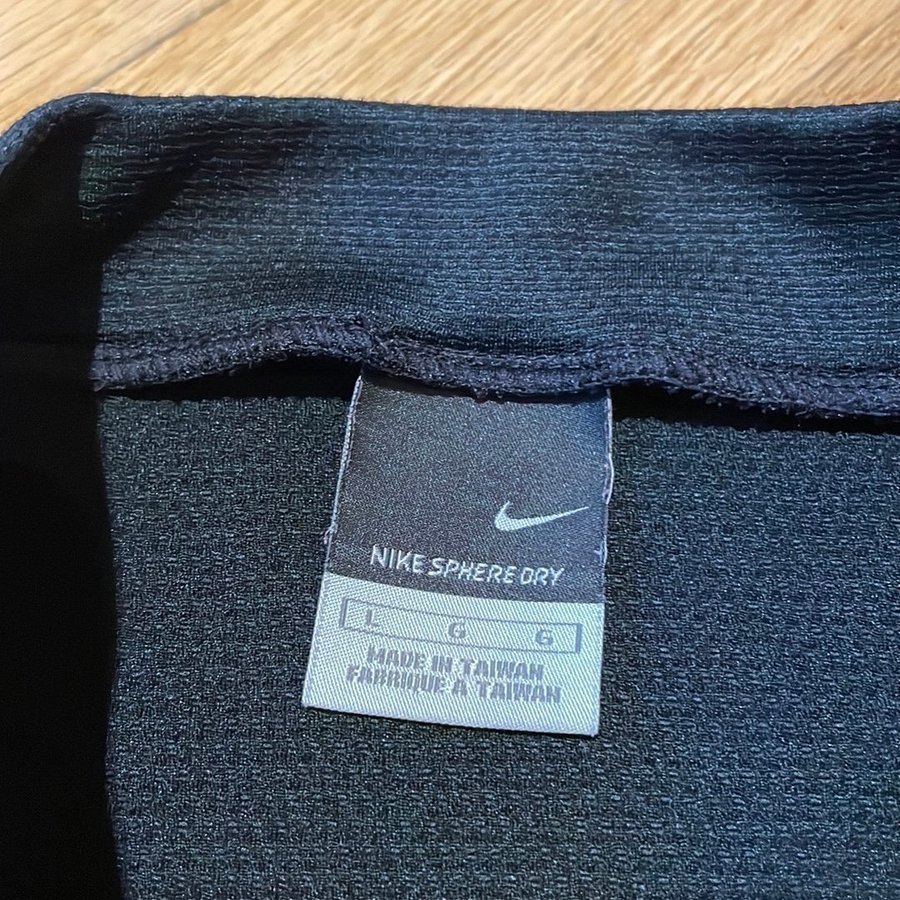 NIKE SPHERE DRY
L G G
MADE IN TAIWAN
FABRIQUE A TAIWAN